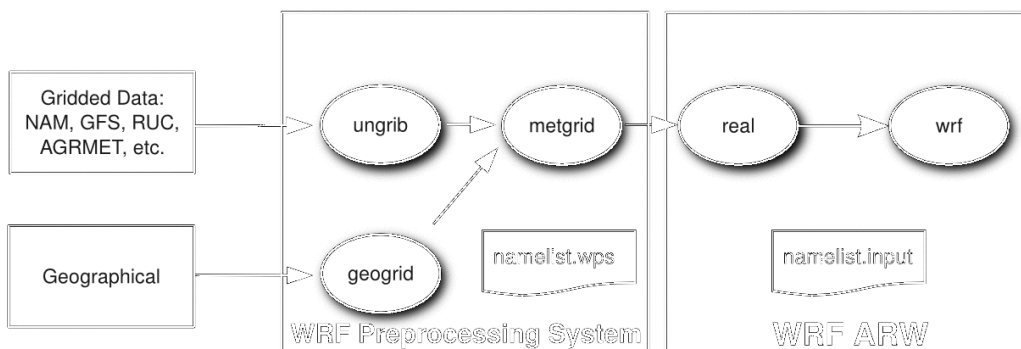 Gridded Data:
NAM, GFS, RUC,
AGRMET, etc.
ungrib
metgrid
real
wrf
Geographical
geogrid
namelist.wps
namelist.input
WRF Preprocessing System
WRF ARW